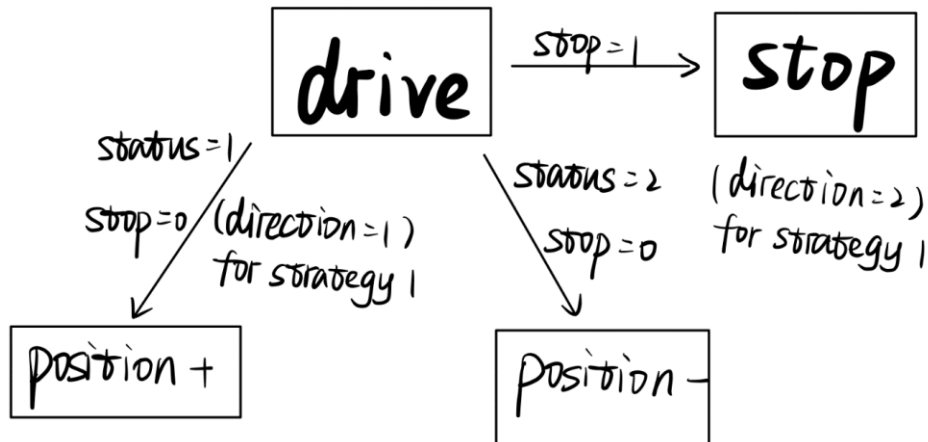 drive
stop=1
stop
status=1
stop=0
(direction=1)
for strategy 1
status=2
stop=0
(direction=2)
for strategy 1
position +
position -